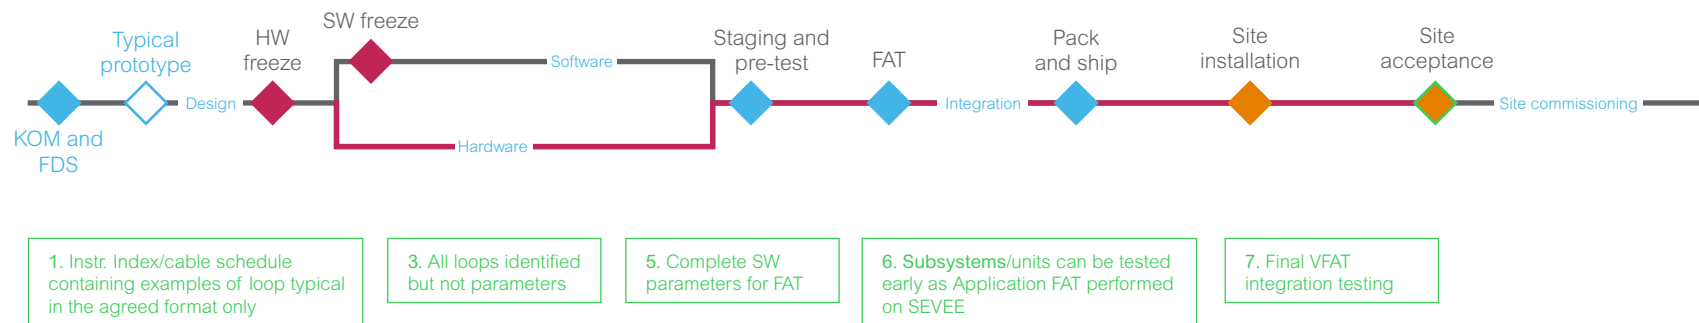 SW freeze
Typical
prototype
HW
freeze
Staging and
pre-test
FAT
Pack
and ship
Site
installation
Site
acceptance
Software
Design
Integration
Site commissioning
KOM and
FDS
Hardware
1. Instr. Index/cable schedule
containing examples of loop typical
in the agreed format only
3. All loops identified
but not parameters
5. Complete SW
parameters for FAT
6. Subsystems/units can be tested
early as Application FAT performed
on SEVEE
7. Final VFAT
integration testing